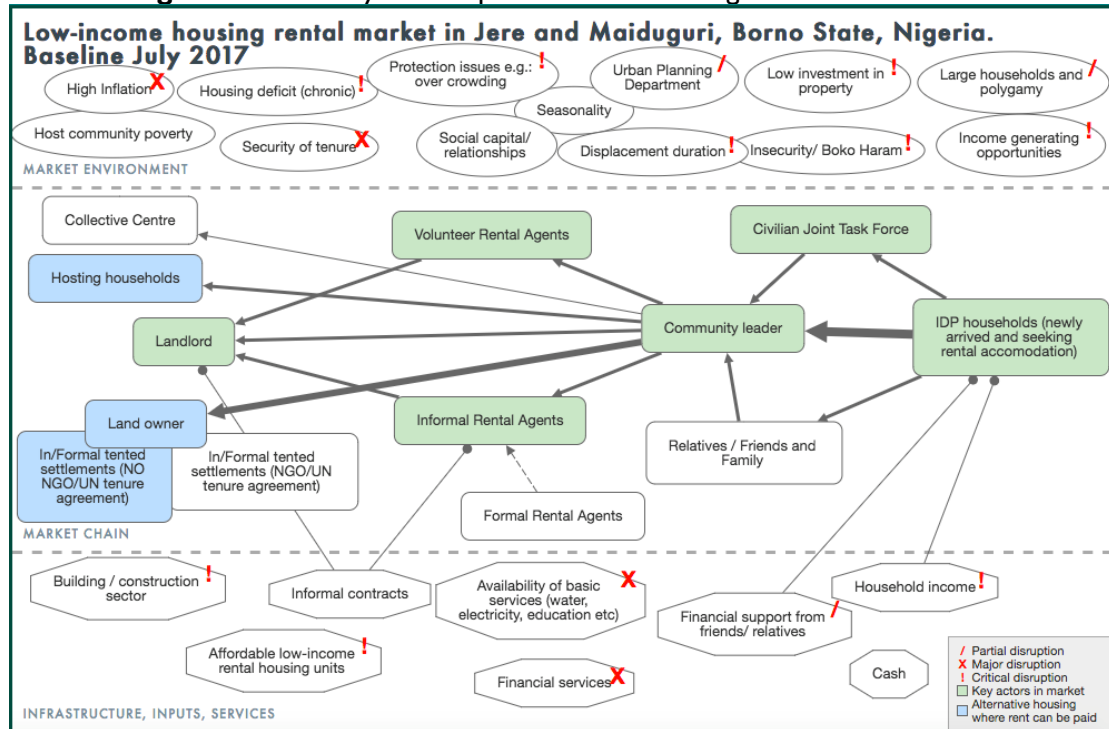 Low-income housing rental market in Jere and Maiduguri, Borno State, Nigeria.
Baseline July 2017
High Inflation X
Housing deficit (chronic) !
Protection issues e.g.: !
over crowding
Seasonality
Urban Planning /
Department
Low investment in !
property
Large households and /
polygamy
Host community poverty
Security of tenure X
Social capital/
relationships
Displacement duration !
Insecurity/ Boko Haram !
Income generating !
opportunities
MARKET ENVIRONMENT
Collective Centre
Volunteer Rental Agents
Civilian Joint Task Force
Hosting households
Landlord
Community leader
IDP households (newly
arrived and seeking
rental accomodation)
Land owner
Informal Rental Agents
Relatives / Friends and
Family
In/Formal tented
settlements (NO
NGO/UN tenure
agreement)
In/Formal tented
settlements (NGO/UN
tenure agreement)
Formal Rental Agents
MARKET CHAIN
Building / construction !
sector
Informal contracts
Availability of basic X
services (water,
electricity, education etc)
Financial support from /
friends/ relatives
Household income !
Affordable low-income !
rental housing units
Financial services X
Cash
/ Partial disruption
X Major disruption
! Critical disruption
Key actors in market
Alternative housing
where rent can be paid
INFRASTRUCTURE, INPUTS, SERVICES